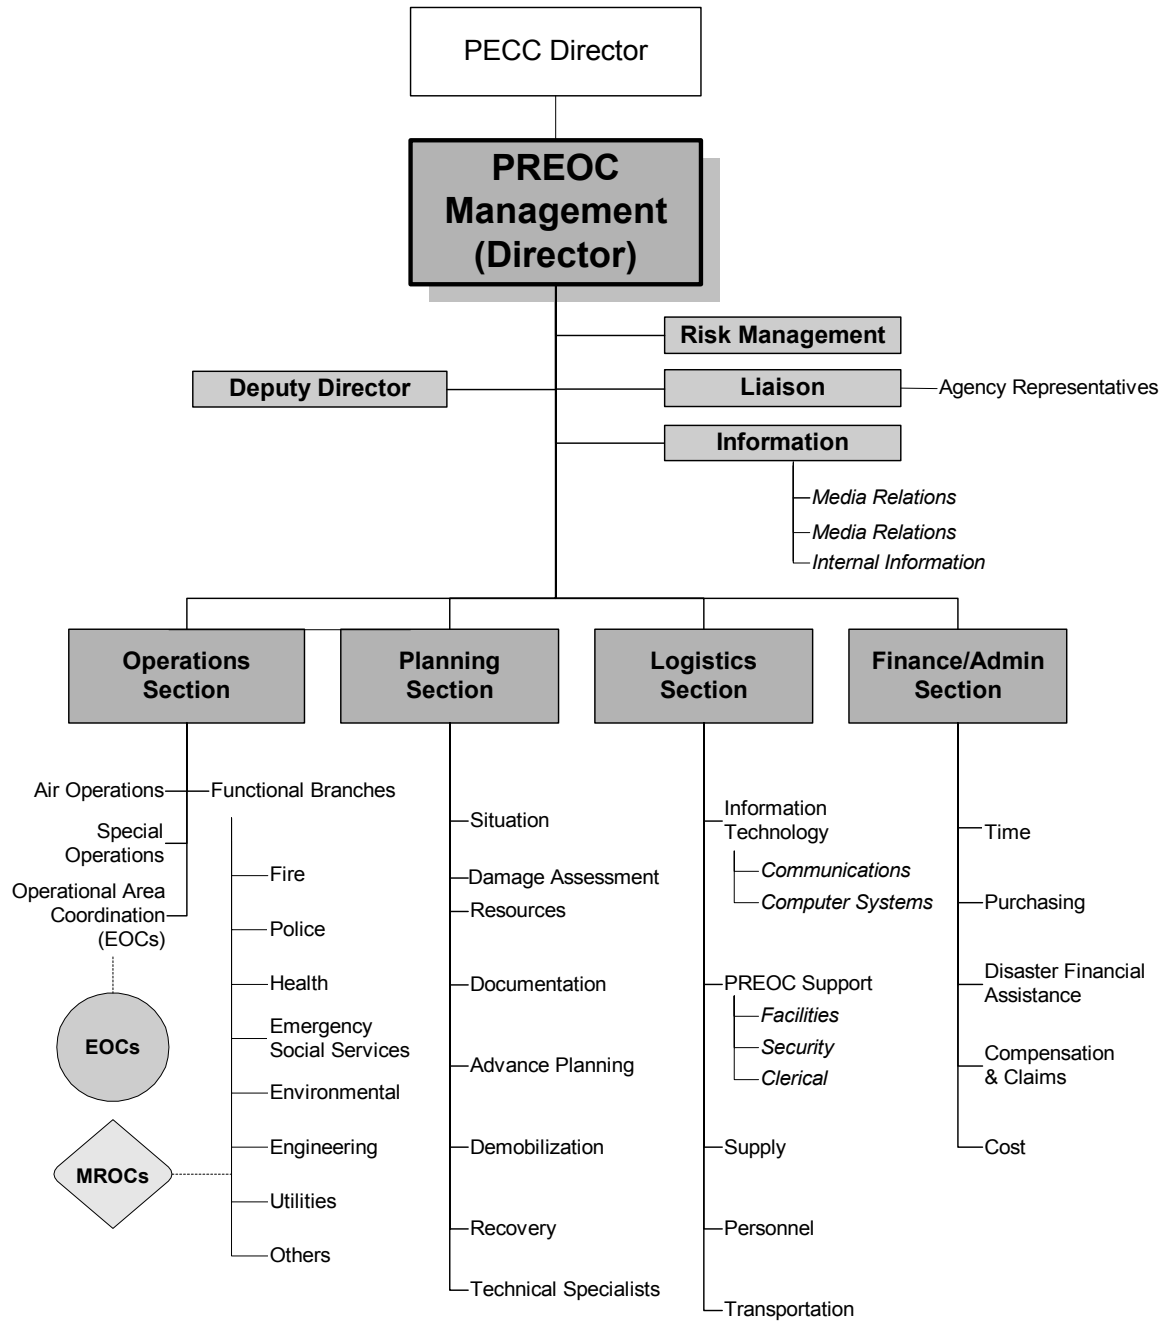 PECC Director
PREOC
Management
(Director)
Risk Management
Deputy Director
Liaison
Agency Representatives
Information
Media Relations
Media Relations
Internal Information
Operations
Section
Planning
Section
Logistics
Section
Finance/Admin
Section
Air Operations
Special
Operations
Operational Area
Coordination
(EOCs)
EOCs
MROCs
Functional Branches
Fire
Police
Health
Emergency
Social Services
Environmental
Engineering
Utilities
Others
Situation
Damage Assessment
Resources
Documentation
Advance Planning
Demobilization
Recovery
Technical Specialists
Information
Technology
Communications
Computer Systems
PREOC Support
Facilities
Security
Clerical
Supply
Personnel
Transportation
Time
Purchasing
Disaster Financial
Assistance
Compensation
& Claims
Cost